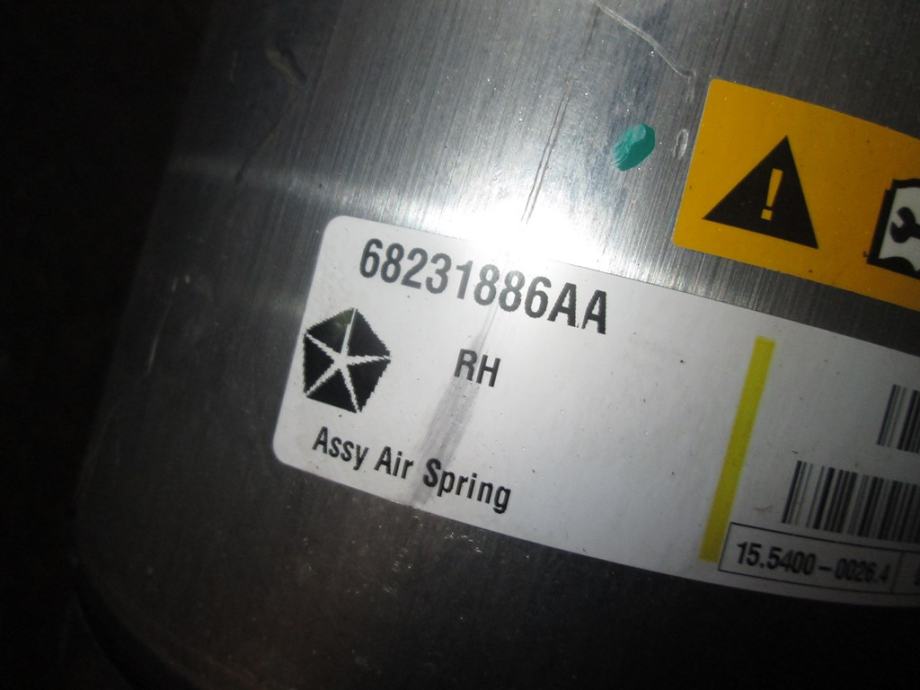 68231886AA
RH
Assy Air Spring
15.5400-0026.4